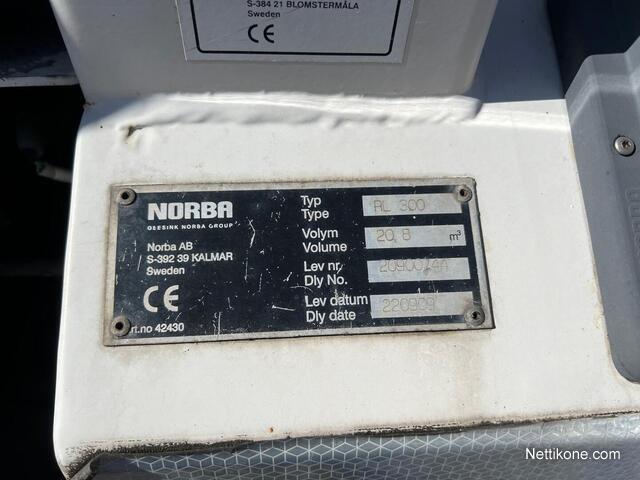 S-384 21 BLOMSTERMÅLA
Sweden
CE
NORBA
GEESINK NORBA GROUP
Norba AB
S-392 39 KALMAR
Sweden
CE
rt.no 42430
Typ
Type
RL 300
Volym
Volume
20,8 m³
Lev nr
Dly No.
Lev datum
Dly date
220909
Nettikone.com